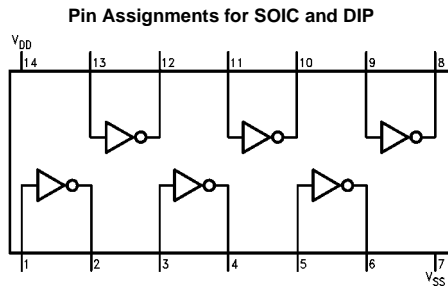 Pin Assignments for SOIC and DIP
VDD
14 13 12 11 10 9 8
1 2 3 4 5 6 7
VSS